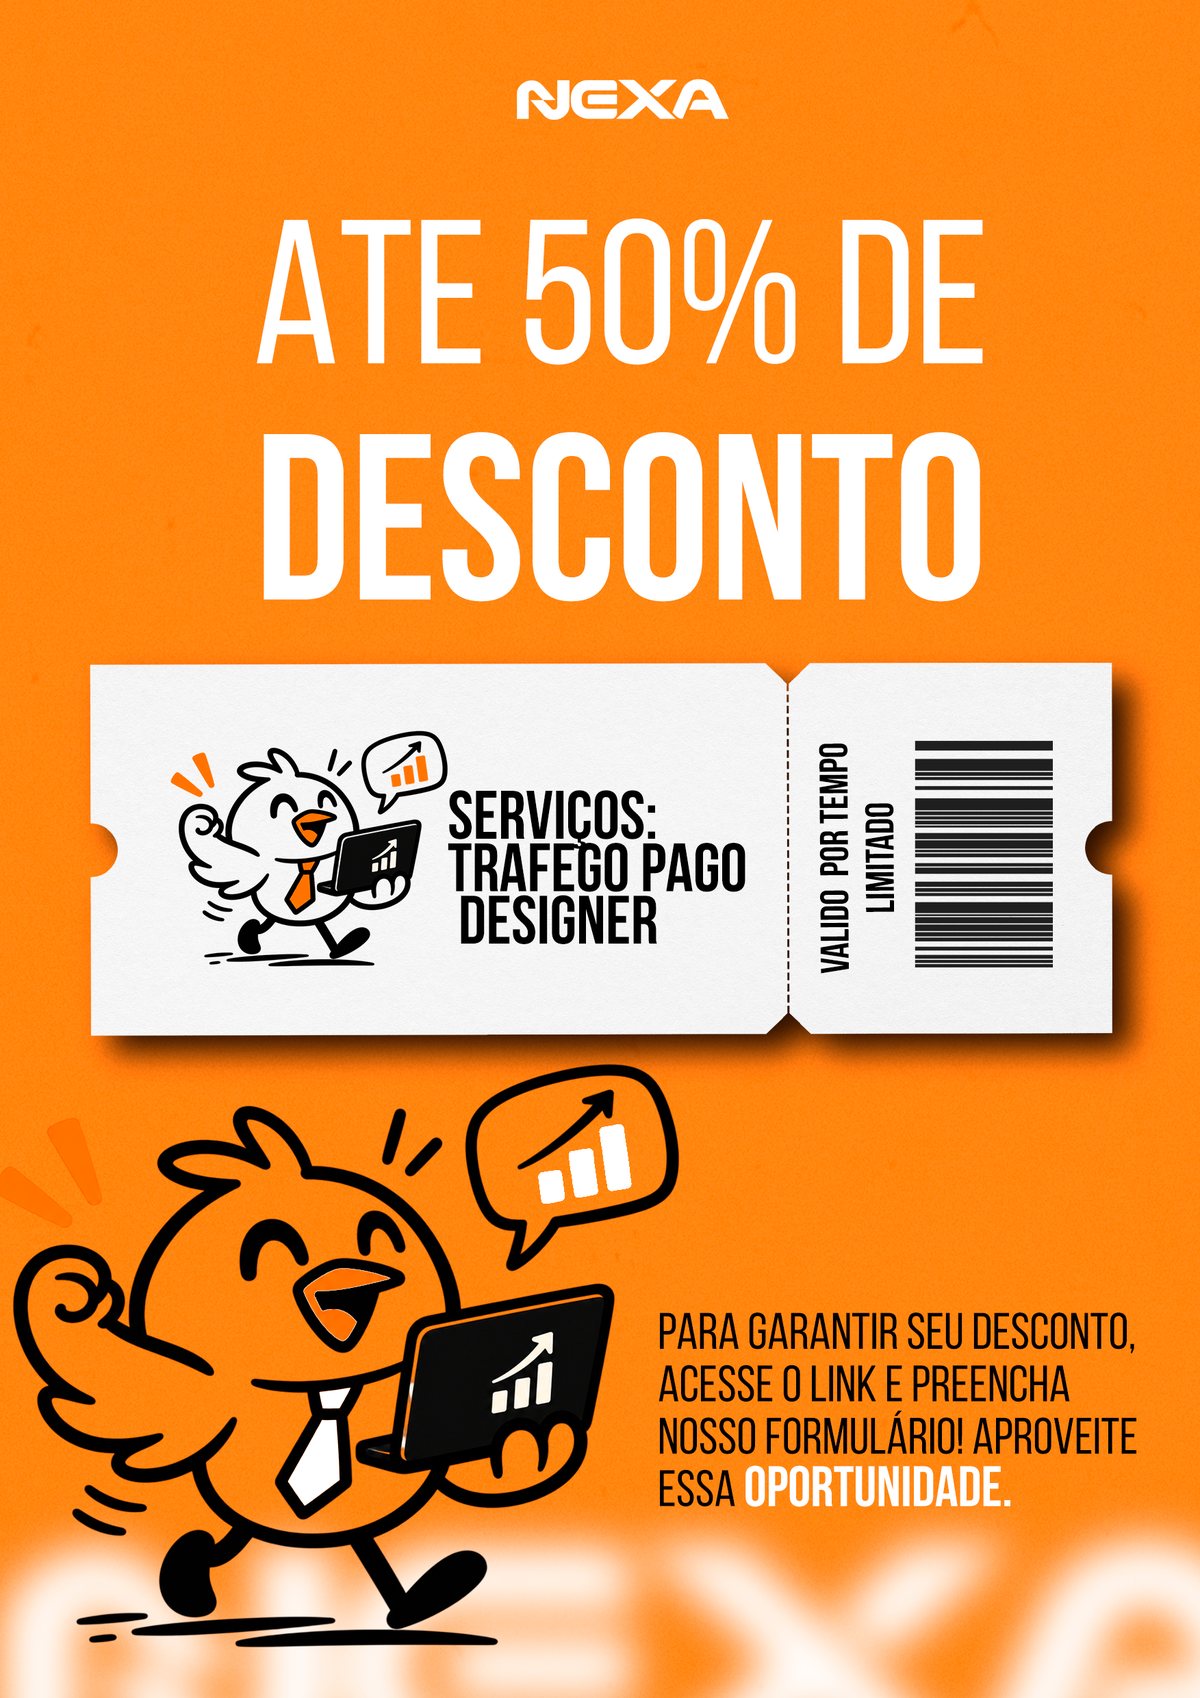 NEXA
ATE 50% DE
DESCONTO
SERVIÇOS:
TRAFEGO PAGO
DESIGNER
VALIDO POR TEMPO
LIMITADO
PARA GARANTIR SEU DESCONTO,
ACESSE O LINK E PREENCHA
NOSSO FORMULÁRIO! APROVEITE
ESSA OPORTUNIDADE.
NEXA